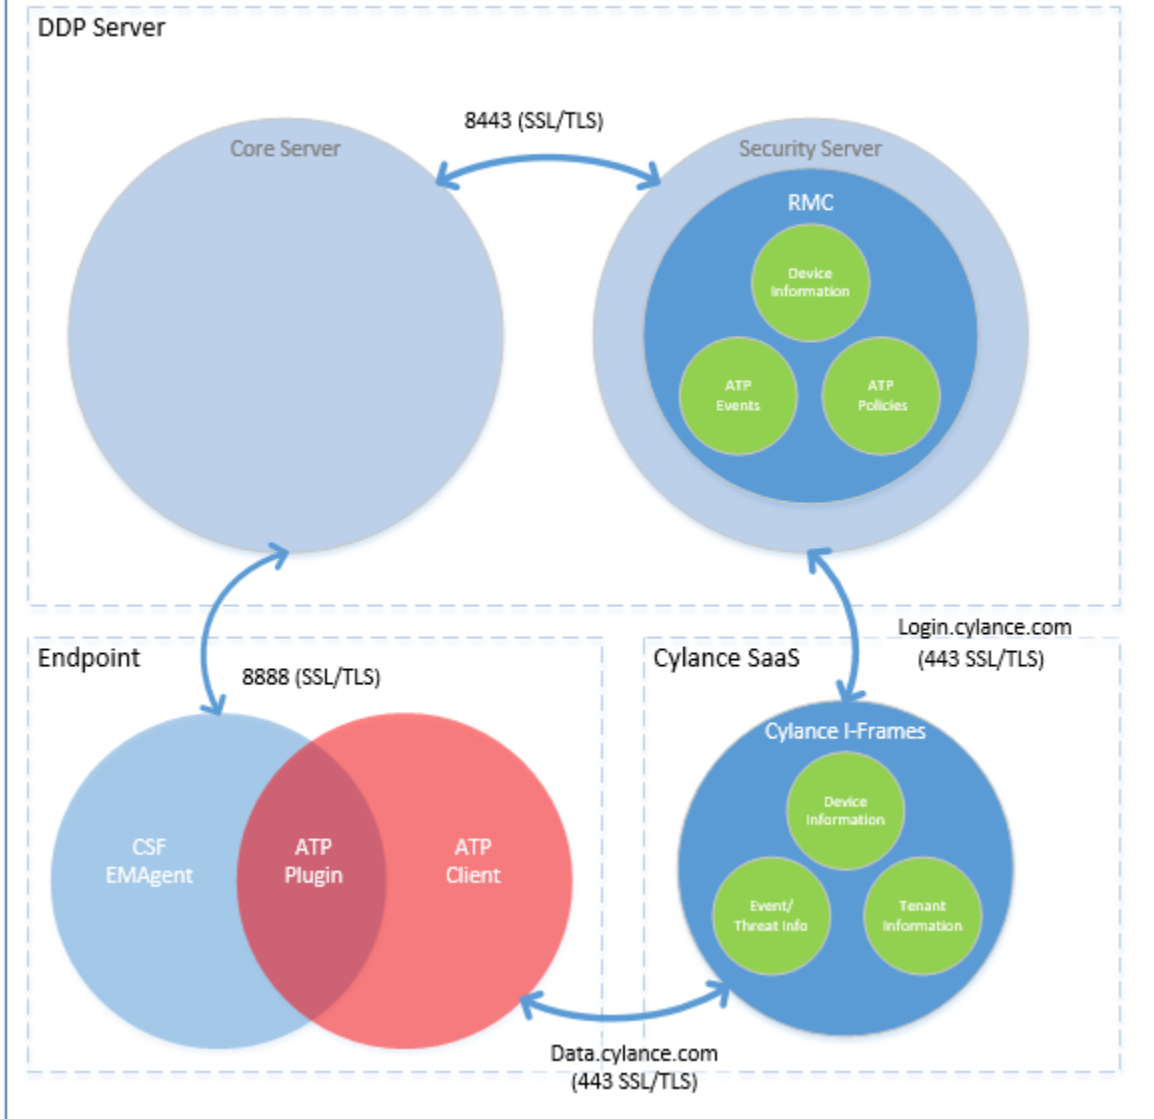 DDP Server
8443 (SSL/TLS)
Core Server
Security Server
RMC
Device
Information
ATP
Events
ATP
Policies
Login.cylance.com
(443 SSL/TLS)
Endpoint
8888 (SSL/TLS)
Cylance SaaS
Cylance I-Frames
Device
Information
Event/
Threat Info
Tenant
Information
CSF
EMAgent
ATP
Plugin
ATP
Client
Data.cylance.com
(443 SSL/TLS)